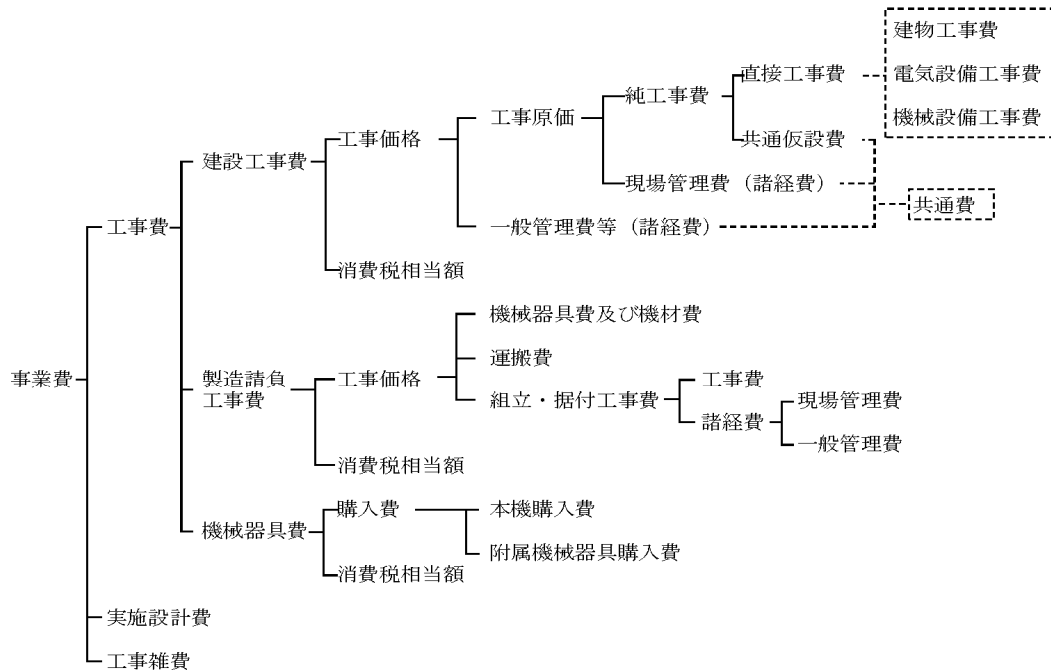 建物工事費
直接工事費
電気設備工事費
純工事費
機械設備工事費
工事原価
工事価格
共通仮設費
建設工事費
現場管理費（諸経費）
共通費
工事費
一般管理費等（諸経費）
消費税相当額
機械器具費及び機材費
運搬費
事業費
製造請負
工事費
工事価格
組立・据付工事費
工事費
諸経費
現場管理費
一般管理費
消費税相当額
機械器具費
購入費
本機購入費
附属機械器具購入費
消費税相当額
実施設計費
工事雑費